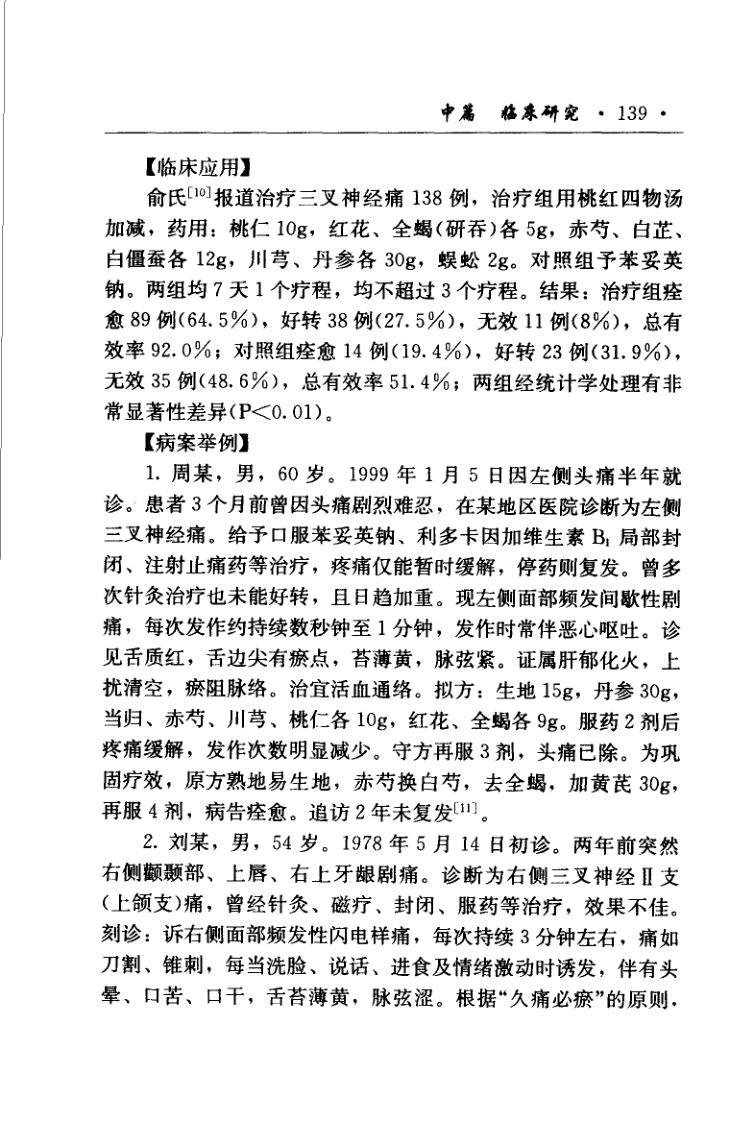 中篇 临床研究 · 139 ·
【临床应用】
俞氏[10]报道治疗三叉神经痛 138 例，治疗组用桃红四物汤
加减，药用：桃仁 10g，红花、全蝎(研吞)各 5g，赤芍、白芷、
白僵蚕各 12g，川芎、丹参各 30g，蜈蚣 2g。对照组予苯妥英
钠。两组均 7 天 1 个疗程，均不超过 3 个疗程。结果：治疗组痊
愈 89 例(64.5%)，好转 38 例(27.5%)，无效 11 例(8%)，总有
效率 92.0%；对照组痊愈 14 例(19.4%)，好转 23 例(31.9%)，
无效 35 例(48.6%)，总有效率 51.4%；两组经统计学处理有非
常显著性差异(P<0.01)。
【病案举例】
1. 周某，男，60 岁。1999 年 1 月 5 日因左侧头痛半年就
诊。患者 3 个月前曾因头痛剧烈难忍，在某地区医院诊断为左侧
三叉神经痛。给予口服苯妥英钠、利多卡因加维生素 B₁ 局部封
闭、注射止痛药等治疗，疼痛仅能暂时缓解，停药则复发。曾多
次针灸治疗也未能好转，且日趋加重。现左侧面部频发间歇性剧
痛，每次发作约持续数秒钟至 1 分钟，发作时常伴恶心呕吐。诊
见舌质红，舌边尖有瘀点，苔薄黄，脉弦紧。证属肝郁化火，上
扰清空，瘀阻脉络。治宜活血通络。拟方：生地 15g，丹参 30g，
当归、赤芍、川芎、桃仁各 10g，红花、全蝎各 9g。服药 2 剂后
疼痛缓解，发作次数明显减少。守方再服 3 剂，头痛已除。为巩
固疗效，原方熟地易生地，赤芍换白芍，去全蝎，加黄芪 30g，
再服 4 剂，病告痊愈。追访 2 年未复发[11]。
2. 刘某，男，54 岁。1978 年 5 月 14 日初诊。两年前突然
右侧颧颞部、上唇、右上牙龈剧痛。诊断为右侧三叉神经Ⅱ支
(上颌支)痛，曾经针灸、磁疗、封闭、服药等治疗，效果不佳。
刻诊：诉右侧面部频发性闪电样痛，每次持续 3 分钟左右，痛如
刀割、锥刺，每当洗脸、说话、进食及情绪激动时诱发，伴有头
晕、口苦、口干，舌苔薄黄，脉弦涩。根据“久痛必瘀”的原则，